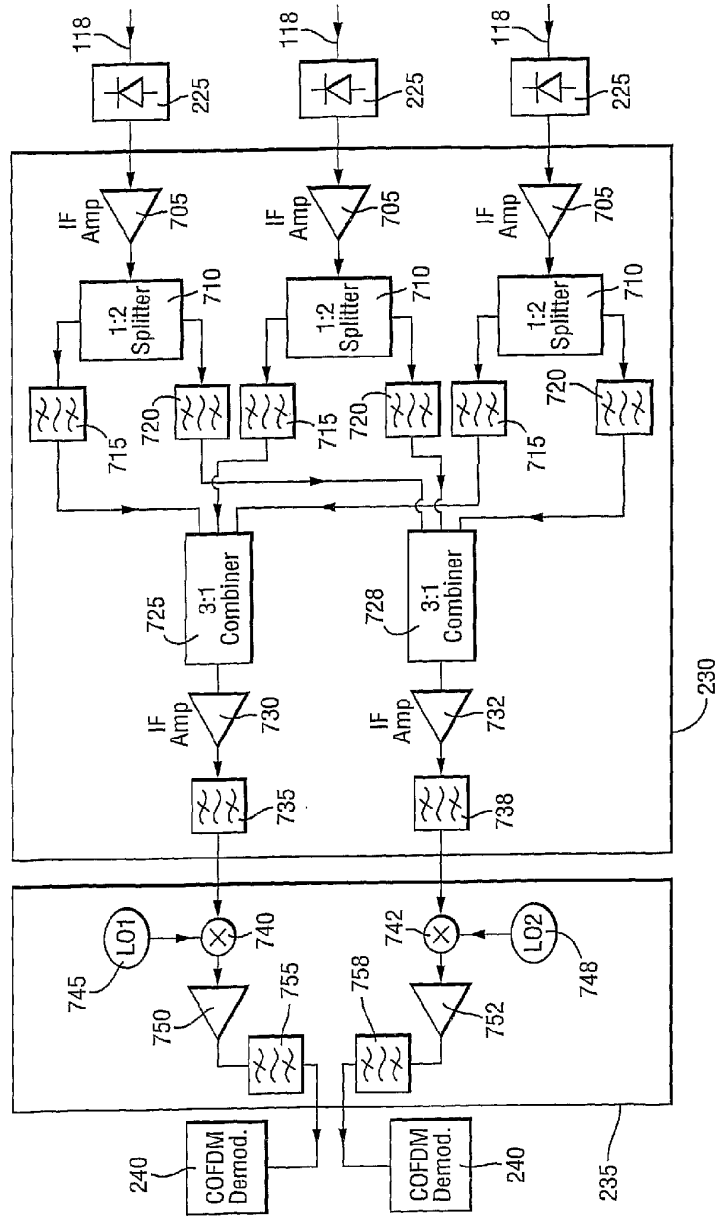 118
225
IF
Amp
705
1:2
Splitter
710
715
720
118
225
IF
Amp
705
1:2
Splitter
710
715
720
118
225
IF
Amp
705
1:2
Splitter
710
715
720
725
3:1
Combiner
728
3:1
Combiner
IF
Amp
730
IF
Amp
732
735
738
230
LO1
745
740
742
LO2
748
750
755
758
752
240
COFDM
Demod.
COFDM
Demod.
240
235